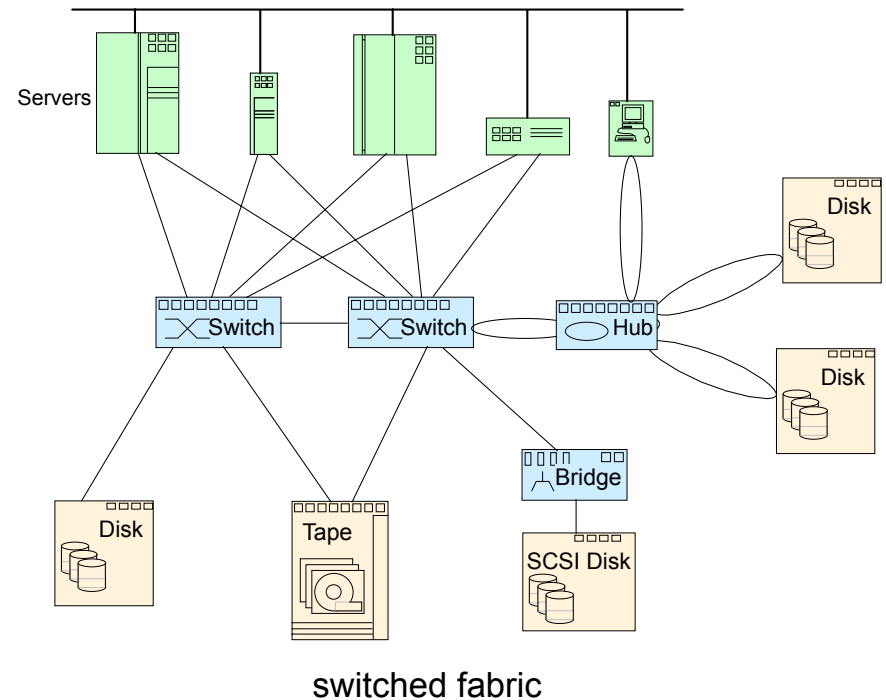 Servers
Disk
Switch
Switch
Hub
Disk
Bridge
Disk
Tape
SCSI Disk
switched fabric